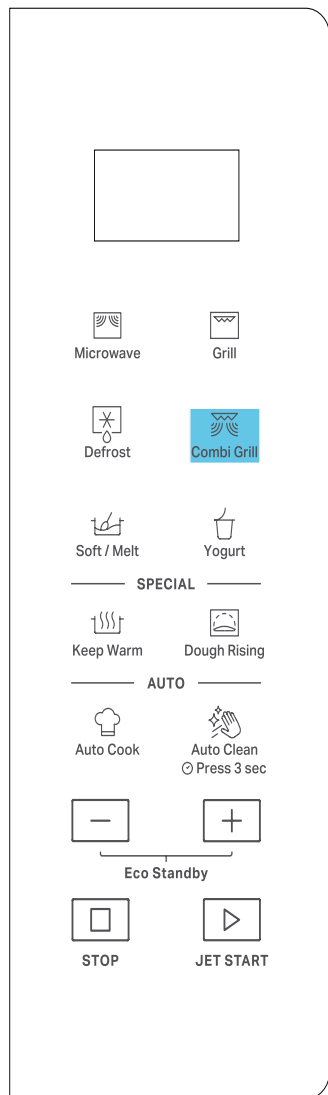 Microwave Grill
Defrost Combi Grill
Soft / Melt Yogurt
SPECIAL
Keep Warm Dough Rising
AUTO
Auto Cook Auto Clean
Press 3 sec
Eco Standby
STOP JET START